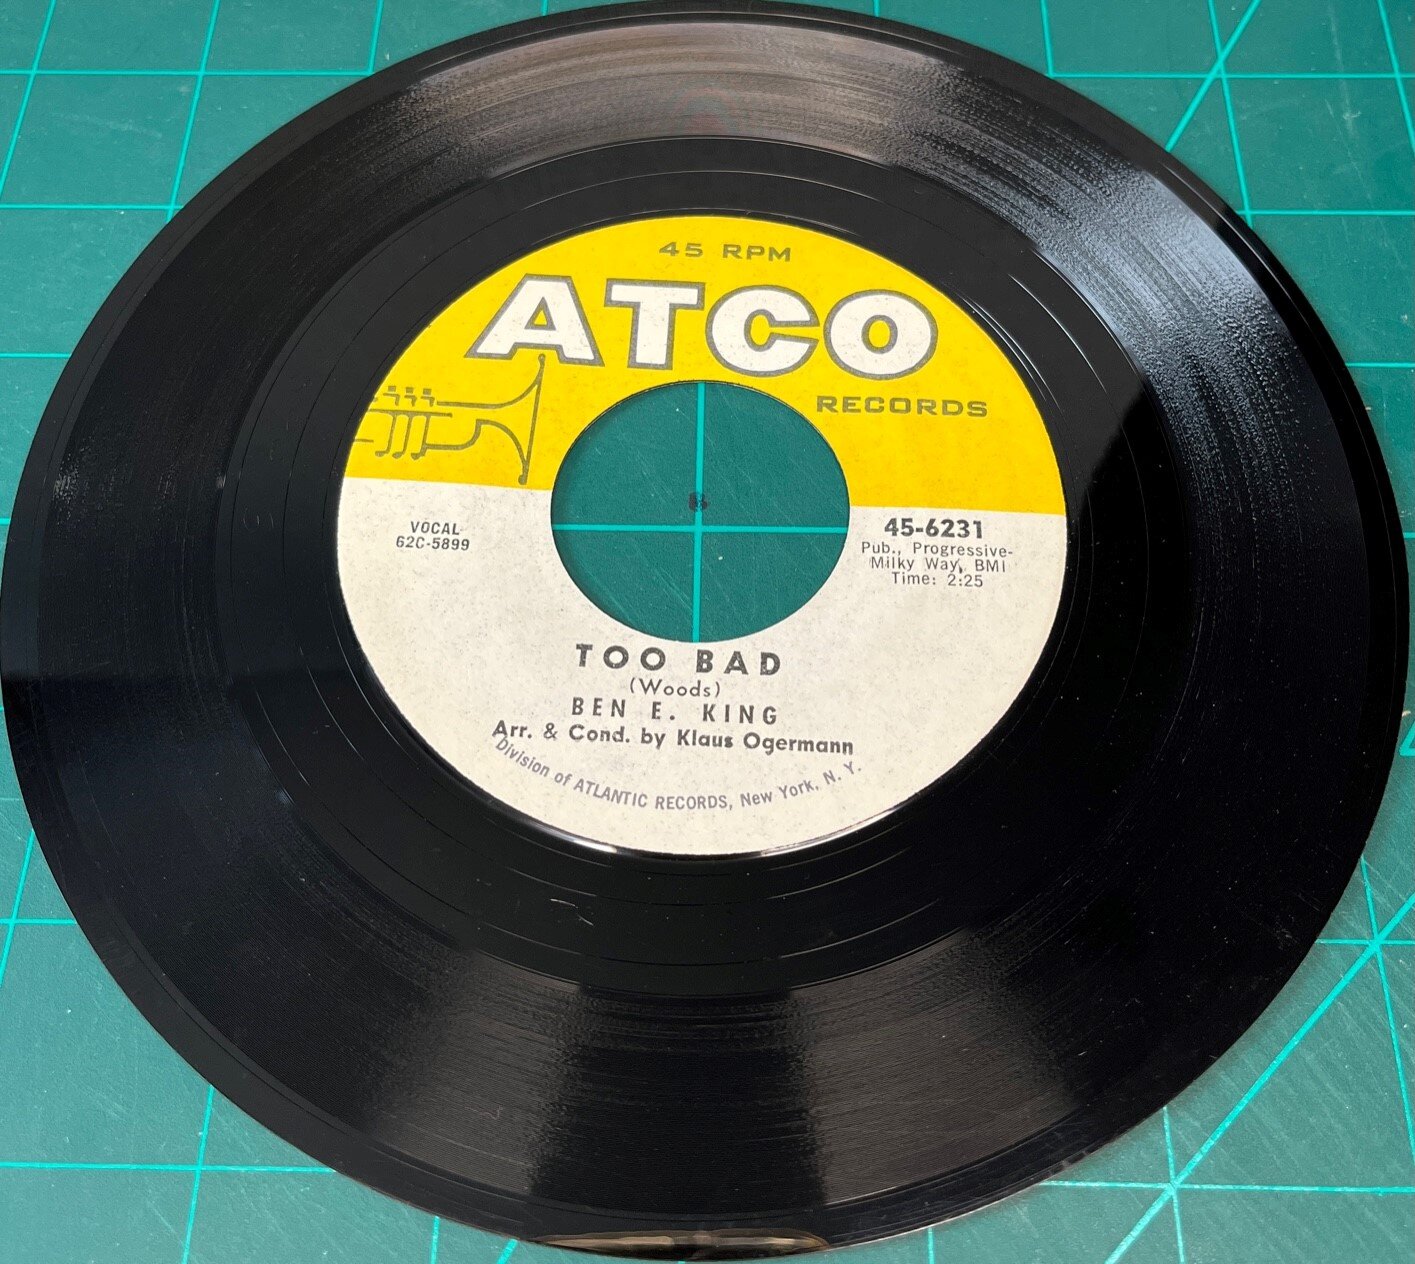 45 RPM
ATCO
RECORDS
VOCAL
62C-5899
45-6231
Pub., Progressive-
Milky Way, BMI
Time: 2:25
TOO BAD
(Woods)
BEN E. KING
Arr. & Cond. by Klaus Ogermann
Division of ATLANTIC RECORDS, New York, N. Y.